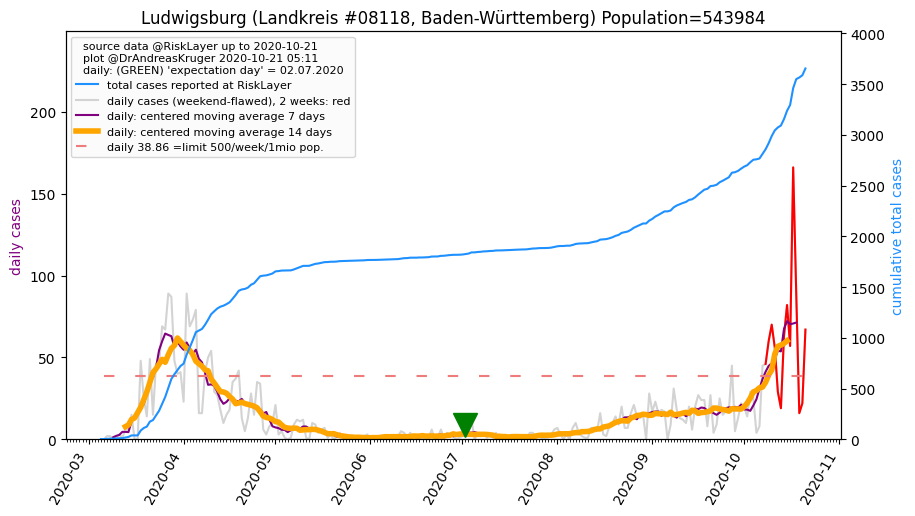 Ludwigsburg (Landkreis #08118, Baden-Württemberg) Population=543984
source data @RiskLayer up to 2020-10-21
plot @DrAndreasKruger 2020-10-21 05:11
daily: (GREEN) 'expectation day' = 02.07.2020
total cases reported at RiskLayer
daily cases (weekend-flawed), 2 weeks: red
daily: centered moving average 7 days
daily: centered moving average 14 days
daily 38.86 =limit 500/week/1mio pop.
daily cases
200
150
100
50
0
cumulative total cases
4000
3500
3000
2500
2000
1500
1000
500
0
2020-03
2020-04
2020-05
2020-06
2020-07
2020-08
2020-09
2020-10
2020-11